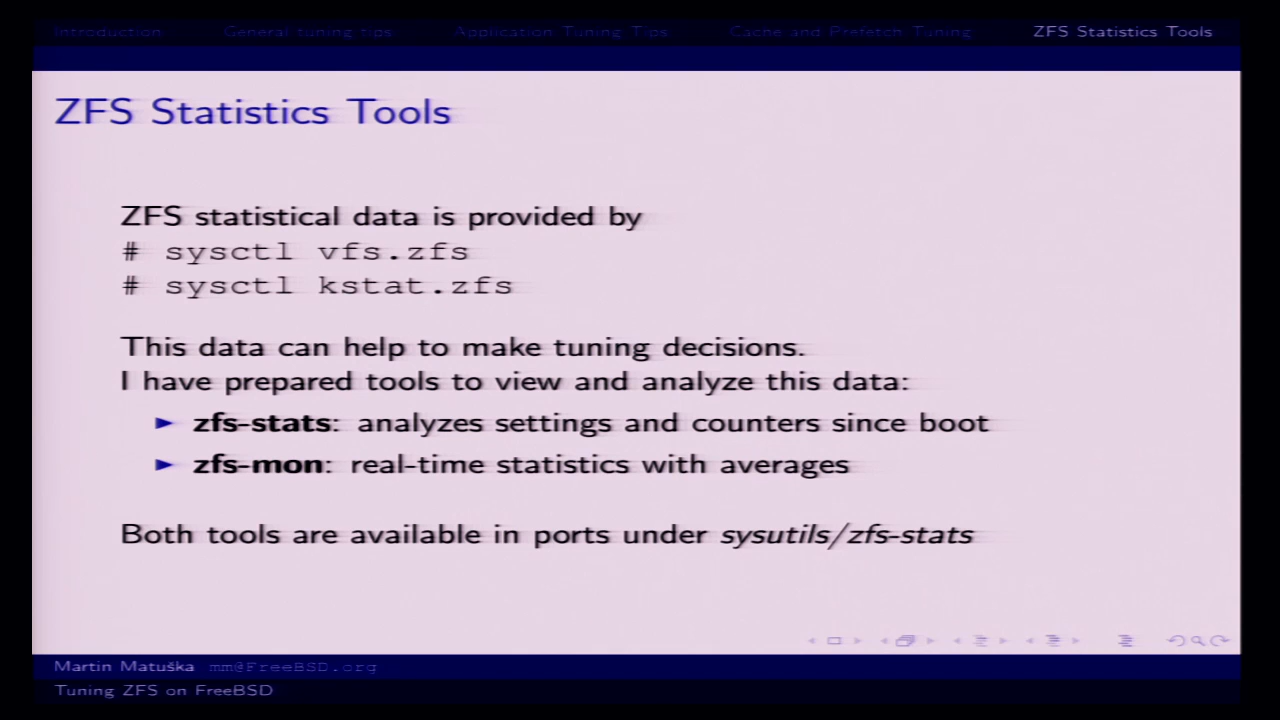 Introduction General tuning tips Application Tuning Tips Cache and Prefetch Tuning ZFS Statistics Tools
ZFS Statistics Tools
ZFS statistical data is provided by
# sysctl vfs.zfs
# sysctl kstat.zfs
This data can help to make tuning decisions.
I have prepared tools to view and analyze this data:
zfs-stats: analyzes settings and counters since boot
zfs-mon: real-time statistics with averages
Both tools are available in ports under sysutils/zfs-stats
Martin Matuška mm@FreeBSD.org
Tuning ZFS on FreeBSD